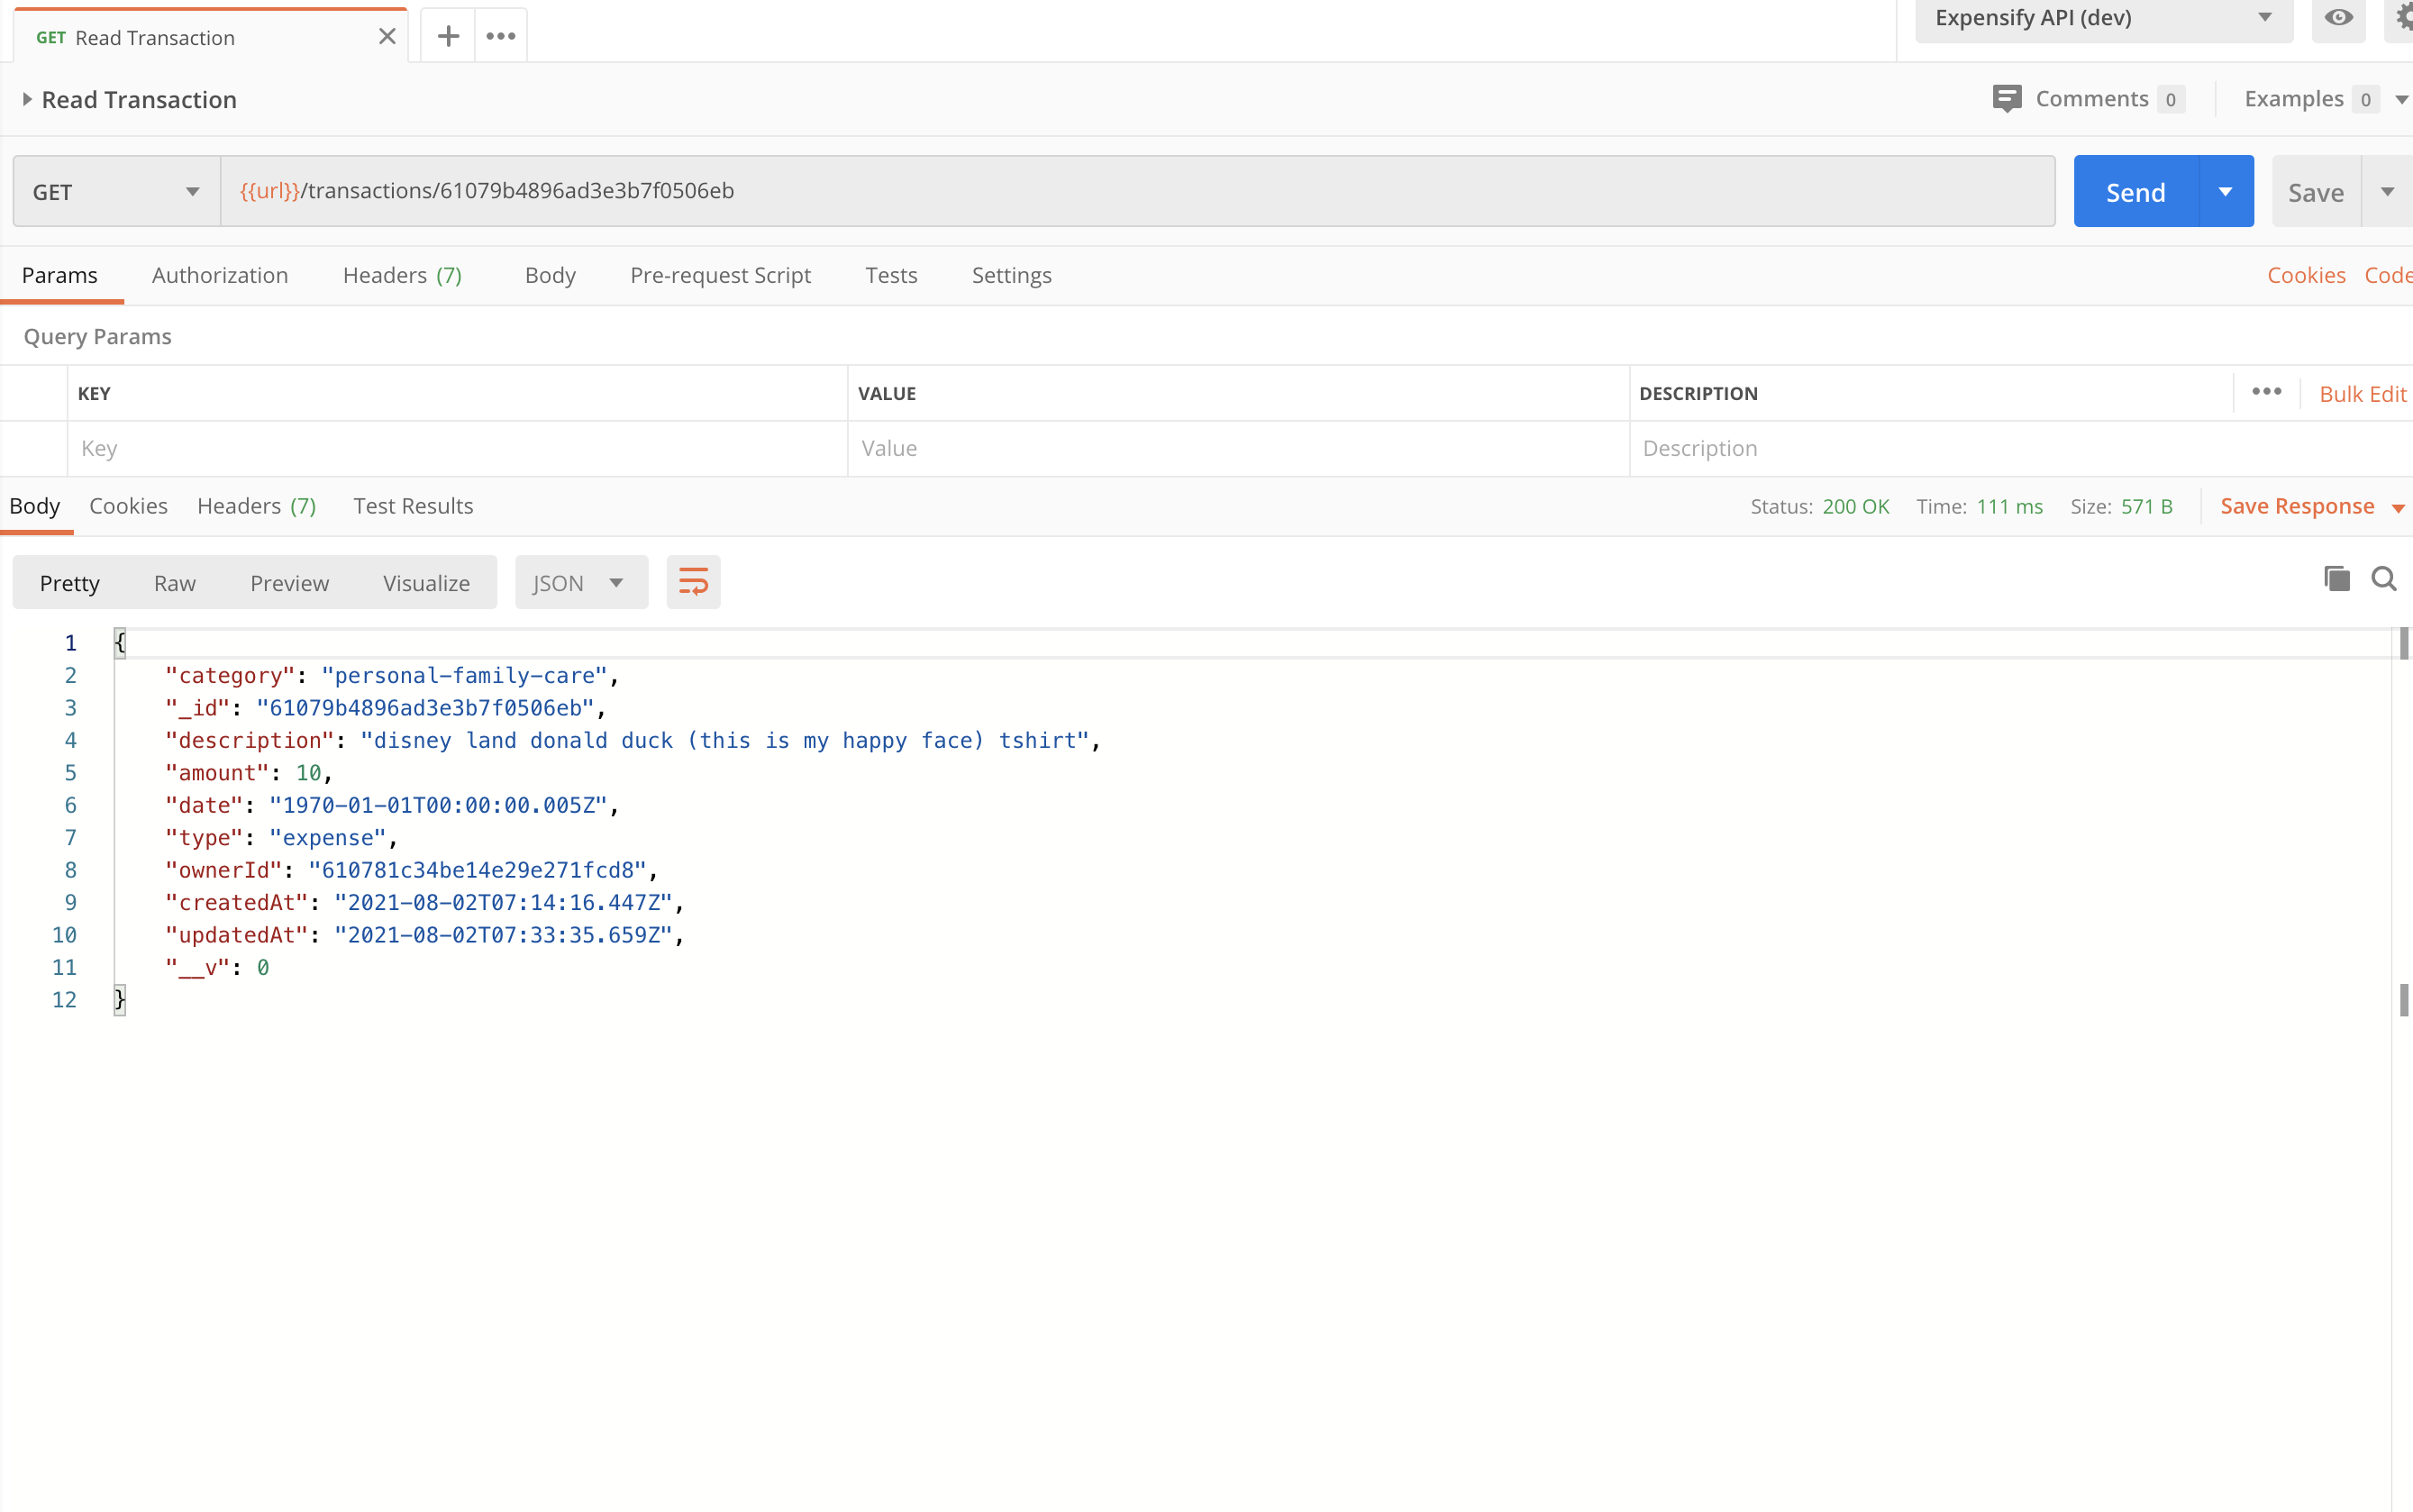 GET Read Transaction
Expensify API (dev)
Read Transaction
Comments 0 Examples 0
GET {{url}}/transactions/61079b4896ad3e3b7f0506eb Send Save
Params Authorization Headers (7) Body Pre-request Script Tests Settings Cookies Code
Query Params
KEY VALUE DESCRIPTION Bulk Edit
Key Value Description
Body Cookies Headers (7) Test Results Status: 200 OK Time: 111 ms Size: 571 B Save Response
Pretty Raw Preview Visualize JSON
1 {
2 "category": "personal-family-care",
3 "_id": "61079b4896ad3e3b7f0506eb",
4 "description": "disney land donald duck (this is my happy face) tshirt",
5 "amount": 10,
6 "date": "1970-01-01T00:00:00.005Z",
7 "type": "expense",
8 "ownerId": "610781c34be14e29e271fcd8",
9 "createdAt": "2021-08-02T07:14:16.447Z",
10 "updatedAt": "2021-08-02T07:33:35.659Z",
11 "__v": 0
12 }